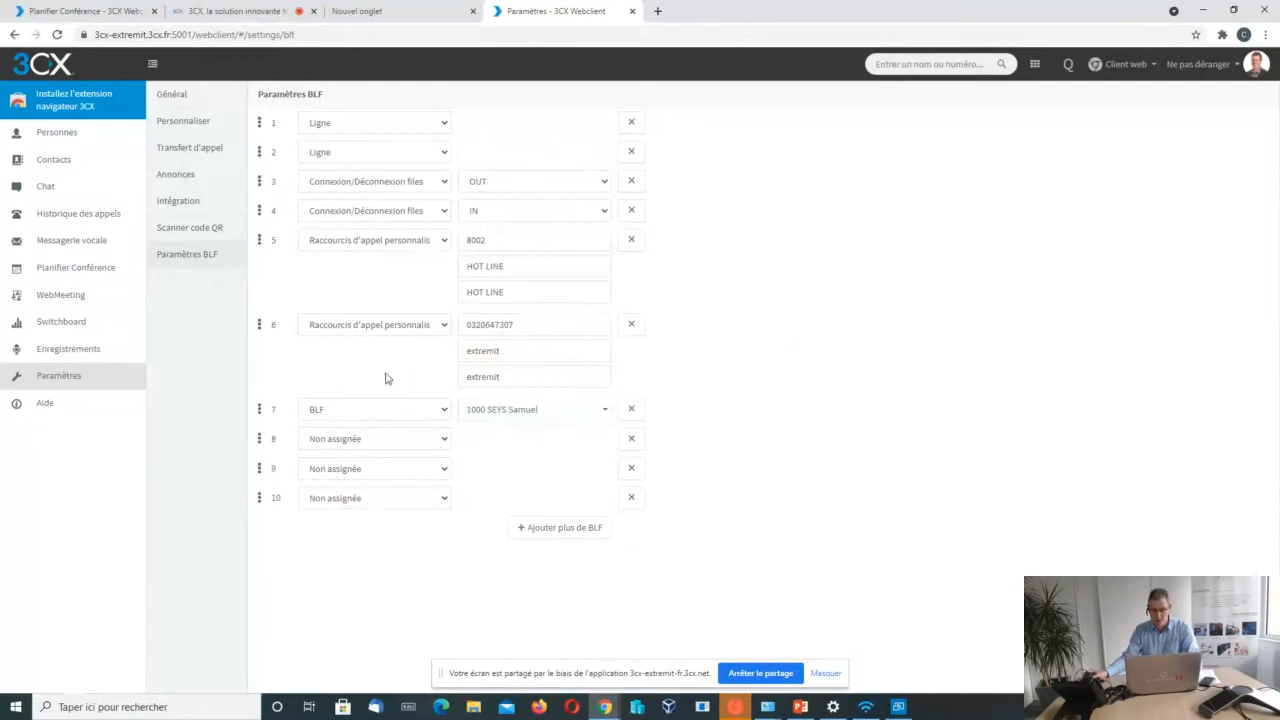 Planifier Conférence - 3CX Web
3CX, la solution innovante t
Nouvel onglet
Paramètres - 3CX Webclient
3cx-extremit.3cx.fr:5001/webclient/#/settings/blf
3CX
Entrer un nom ou numéro...
Q
Client web
Ne pas déranger
C
Installez l'extension
navigateur 3CX
Personnes
Contacts
Chat
Historique des appels
Messagerie vocale
Planifier Conférence
WebMeeting
Switchboard
Enregistrements
Paramètres
Aide
Général
Personnaliser
Transfert d'appel
Annonces
Intégration
Scanner code QR
Paramètres BLF
Paramètres BLF
1 Ligne
2 Ligne
3 Connexion/Déconnexion files OUT
4 Connexion/Déconnexion files IN
5 Raccourcis d'appel personnalis 8002
HOT LINE
HOT LINE
6 Raccourcis d'appel personnalis 0320647307
extremit
extremit
7 BLF 1000 SEYS Samuel
8 Non assignée
9 Non assignée
10 Non assignée
+ Ajouter plus de BLF
Votre écran est partagé par le biais de l'application 3cx-extremit-fr.3cx.net.
Arrêter le partage
Masquer
Taper ici pour rechercher